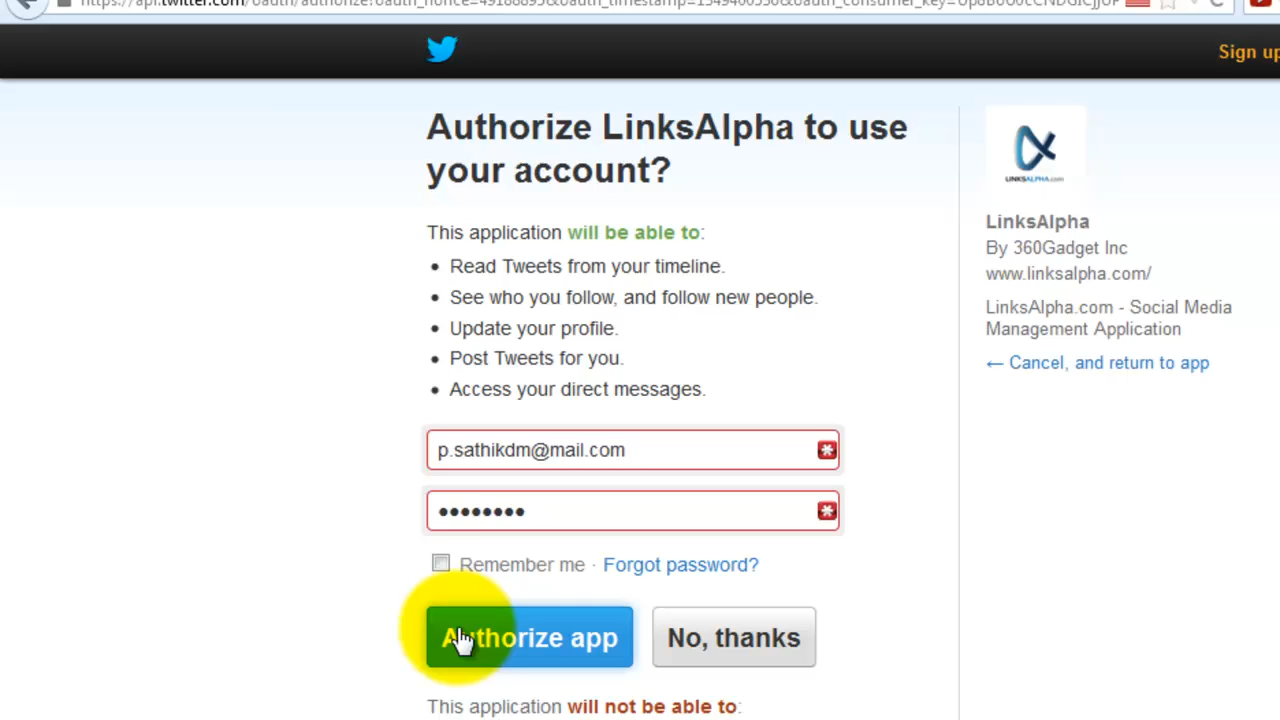 Sign up
Authorize LinksAlpha to use
your account?
This application will be able to:
• Read Tweets from your timeline.
• See who you follow, and follow new people.
• Update your profile.
• Post Tweets for you.
• Access your direct messages.
p.sathikdm@mail.com
Remember me · Forgot password?
Authorize app
No, thanks
This application will not be able to:
LINKSALPHA.com
LinksAlpha
By 360Gadget Inc
www.linksalpha.com/
LinksAlpha.com - Social Media
Management Application
← Cancel, and return to app